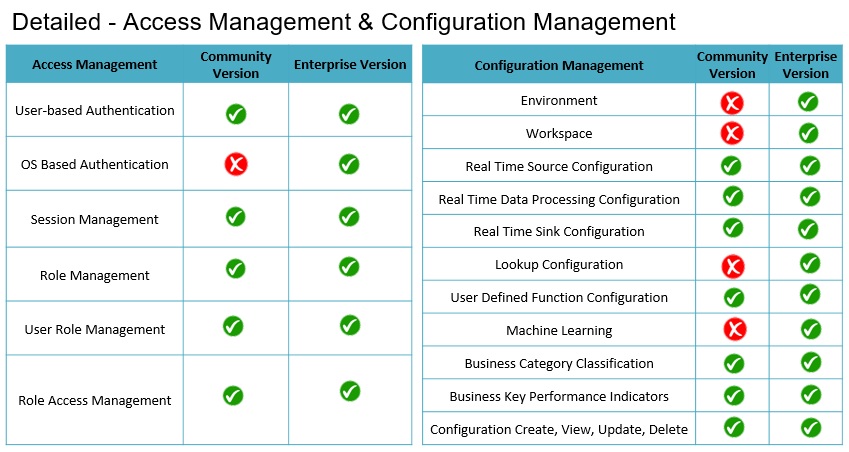 Detailed - Access Management & Configuration Management
Access Management
Community
Version
Enterprise Version
User-based Authentication
OS Based Authentication
Session Management
Role Management
User Role Management
Role Access Management
Configuration Management
Community
Version
Enterprise
Version
Environment
Workspace
Real Time Source Configuration
Real Time Data Processing Configuration
Real Time Sink Configuration
Lookup Configuration
User Defined Function Configuration
Machine Learning
Business Category Classification
Business Key Performance Indicators
Configuration Create, View, Update, Delete